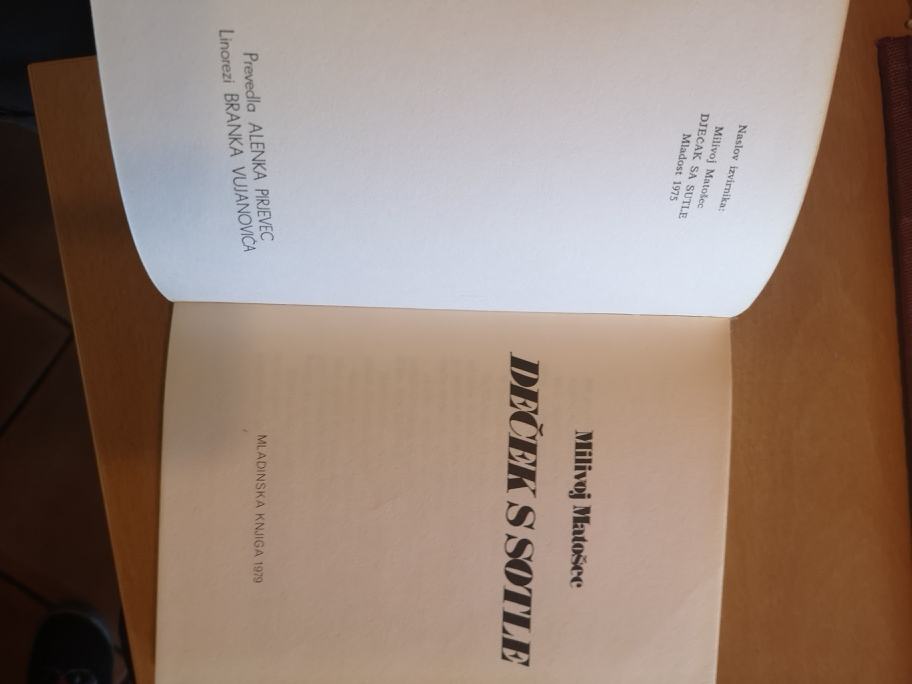 Naslov izvirnika:
Milivoj Matošec
DJEČAK SA SUTLE
Mladost 1975
Prevedla ALENKA PIRJEVEC
Linorezi BRANKA VUJANOVIĆA
Milivoj Matošec
DEČEK S SOTLE
MLADINSKA KNJIGA 1979